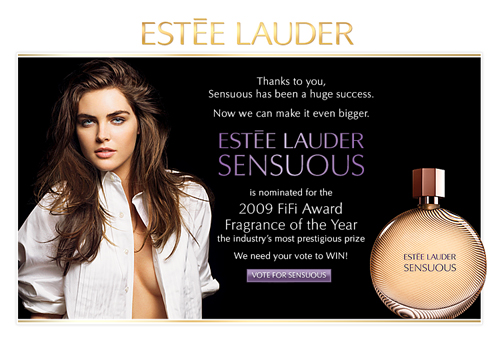 ESTĒE LAUDER
Thanks to you,
Sensuous has been a huge success.
Now we can make it even bigger.
ESTĒE LAUDER
SENSUOUS
is nominated for the
2009 FiFi Award
Fragrance of the Year
the industry's most prestigious prize
We need your vote to WIN!
VOTE FOR SENSUOUS
ESTĒE LAUDER
SENSUOUS